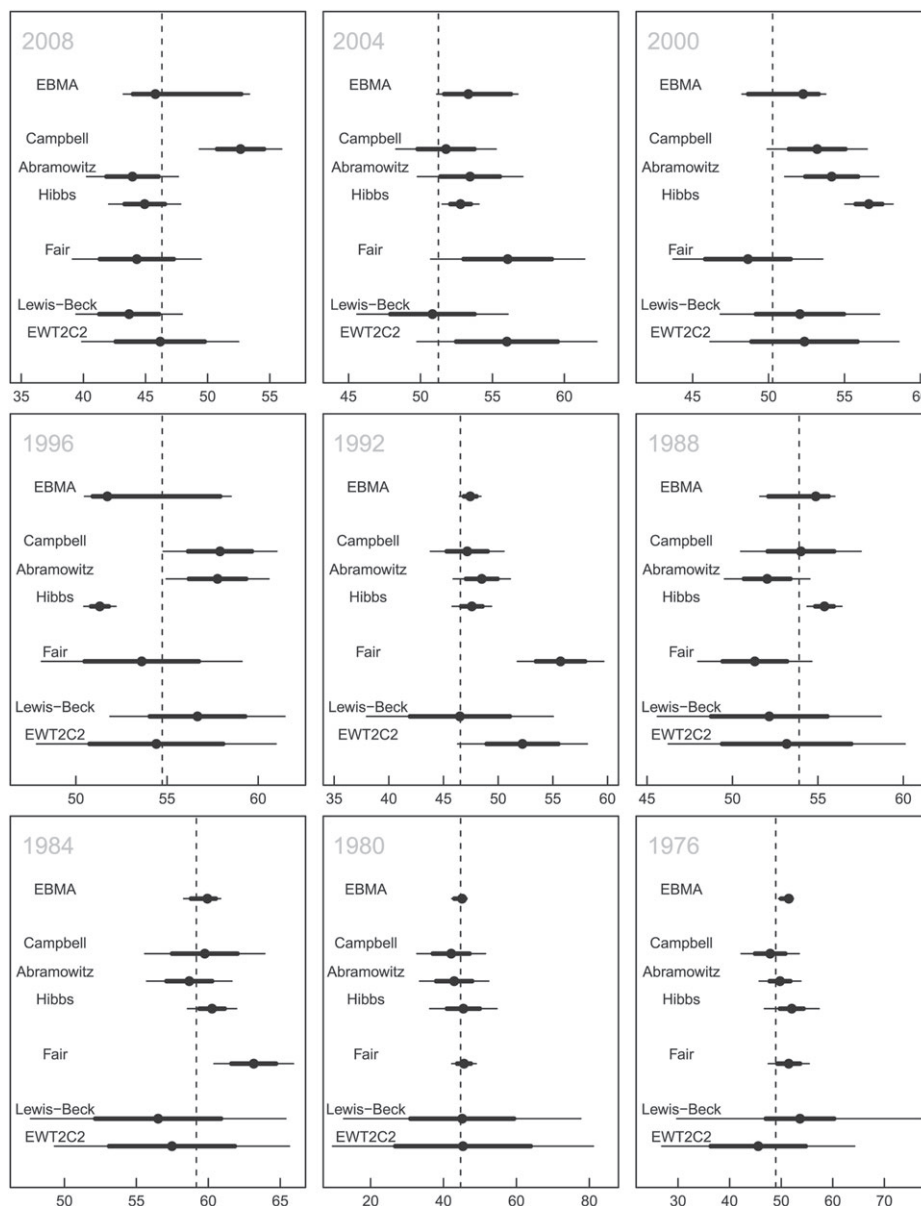 2008
EBMA
Campbell
Abramowitz
Hibbs
Fair
Lewis−Beck
EWT2C2
35 40 45 50 55
2004
EBMA
Campbell
Abramowitz
Hibbs
Fair
Lewis−Beck
EWT2C2
45 50 55 60
2000
EBMA
Campbell
Abramowitz
Hibbs
Fair
Lewis−Beck
EWT2C2
45 50 55
1996
EBMA
Campbell
Abramowitz
Hibbs
Fair
Lewis−Beck
EWT2C2
50 55 60
1992
EBMA
Campbell
Abramowitz
Hibbs
Fair
Lewis−Beck
EWT2C2
35 40 45 50 55 60
1988
EBMA
Campbell
Abramowitz
Hibbs
Fair
Lewis−Beck
EWT2C2
45 50 55 60
1984
EBMA
Campbell
Abramowitz
Hibbs
Fair
Lewis−Beck
EWT2C2
50 55 60 65
1980
EBMA
Campbell
Abramowitz
Hibbs
Fair
Lewis−Beck
EWT2C2
20 40 60 80
1976
EBMA
Campbell
Abramowitz
Hibbs
Fair
Lewis−Beck
EWT2C2
30 40 50 60 70